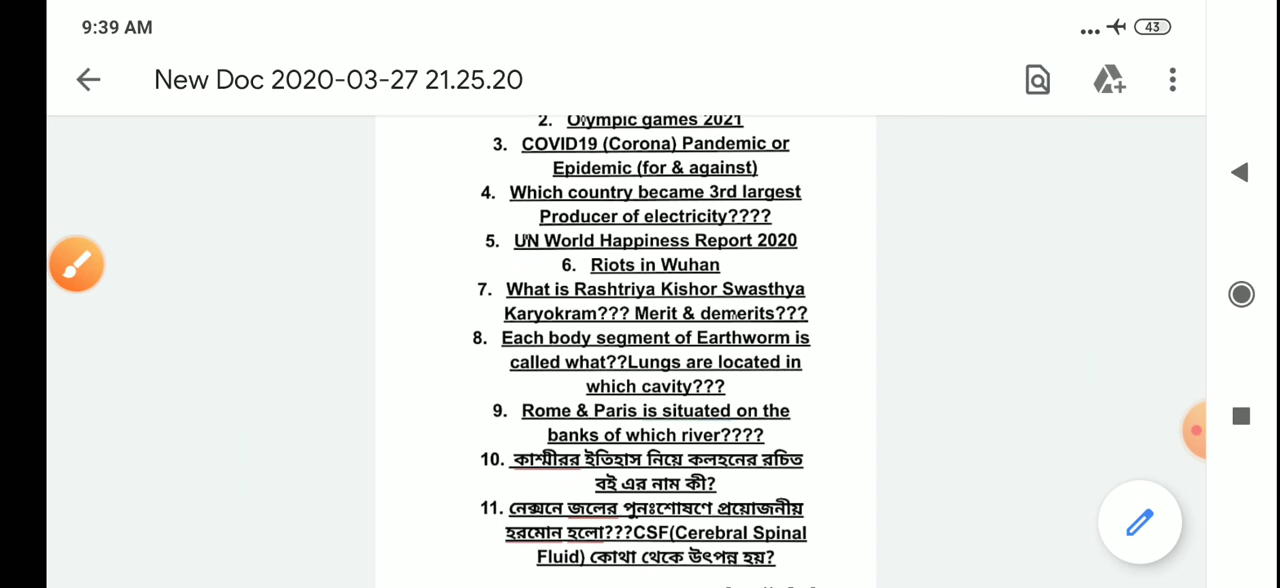 9:39 AM
43
New Doc 2020-03-27 21.25.20
2. Olympic games 2021
3. COVID19 (Corona) Pandemic or
Epidemic (for & against)
4. Which country became 3rd largest
Producer of electricity????
5. UN World Happiness Report 2020
6. Riots in Wuhan
7. What is Rashtriya Kishor Swasthya
Karyokram??? Merit & demerits???
8. Each body segment of Earthworm is
called what??Lungs are located in
which cavity???
9. Rome & Paris is situated on the
banks of which river????
10. কাশ্মীরর ইতিহাস নিয়ে কলহনের রচিত
বই এর নাম কী?
11. নেক্সনে জলের পুনঃশোষণে প্রয়োজনীয়
হরমোন হলো???CSF(Cerebral Spinal
Fluid) কোথা থেকে উৎপন্ন হয়?